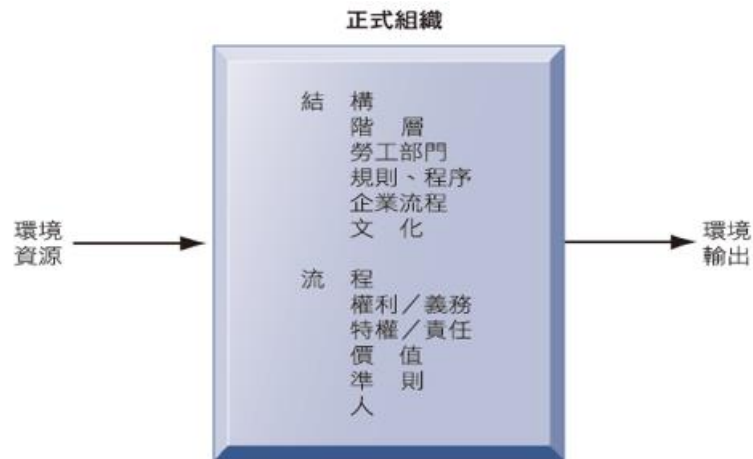 正式組織
結　構
階　層
勞工部門
規則、程序
企業流程
文　化
環境
資源
環境
輸出
流　程
權利／義務
特權／責任
價　值
準　則
人